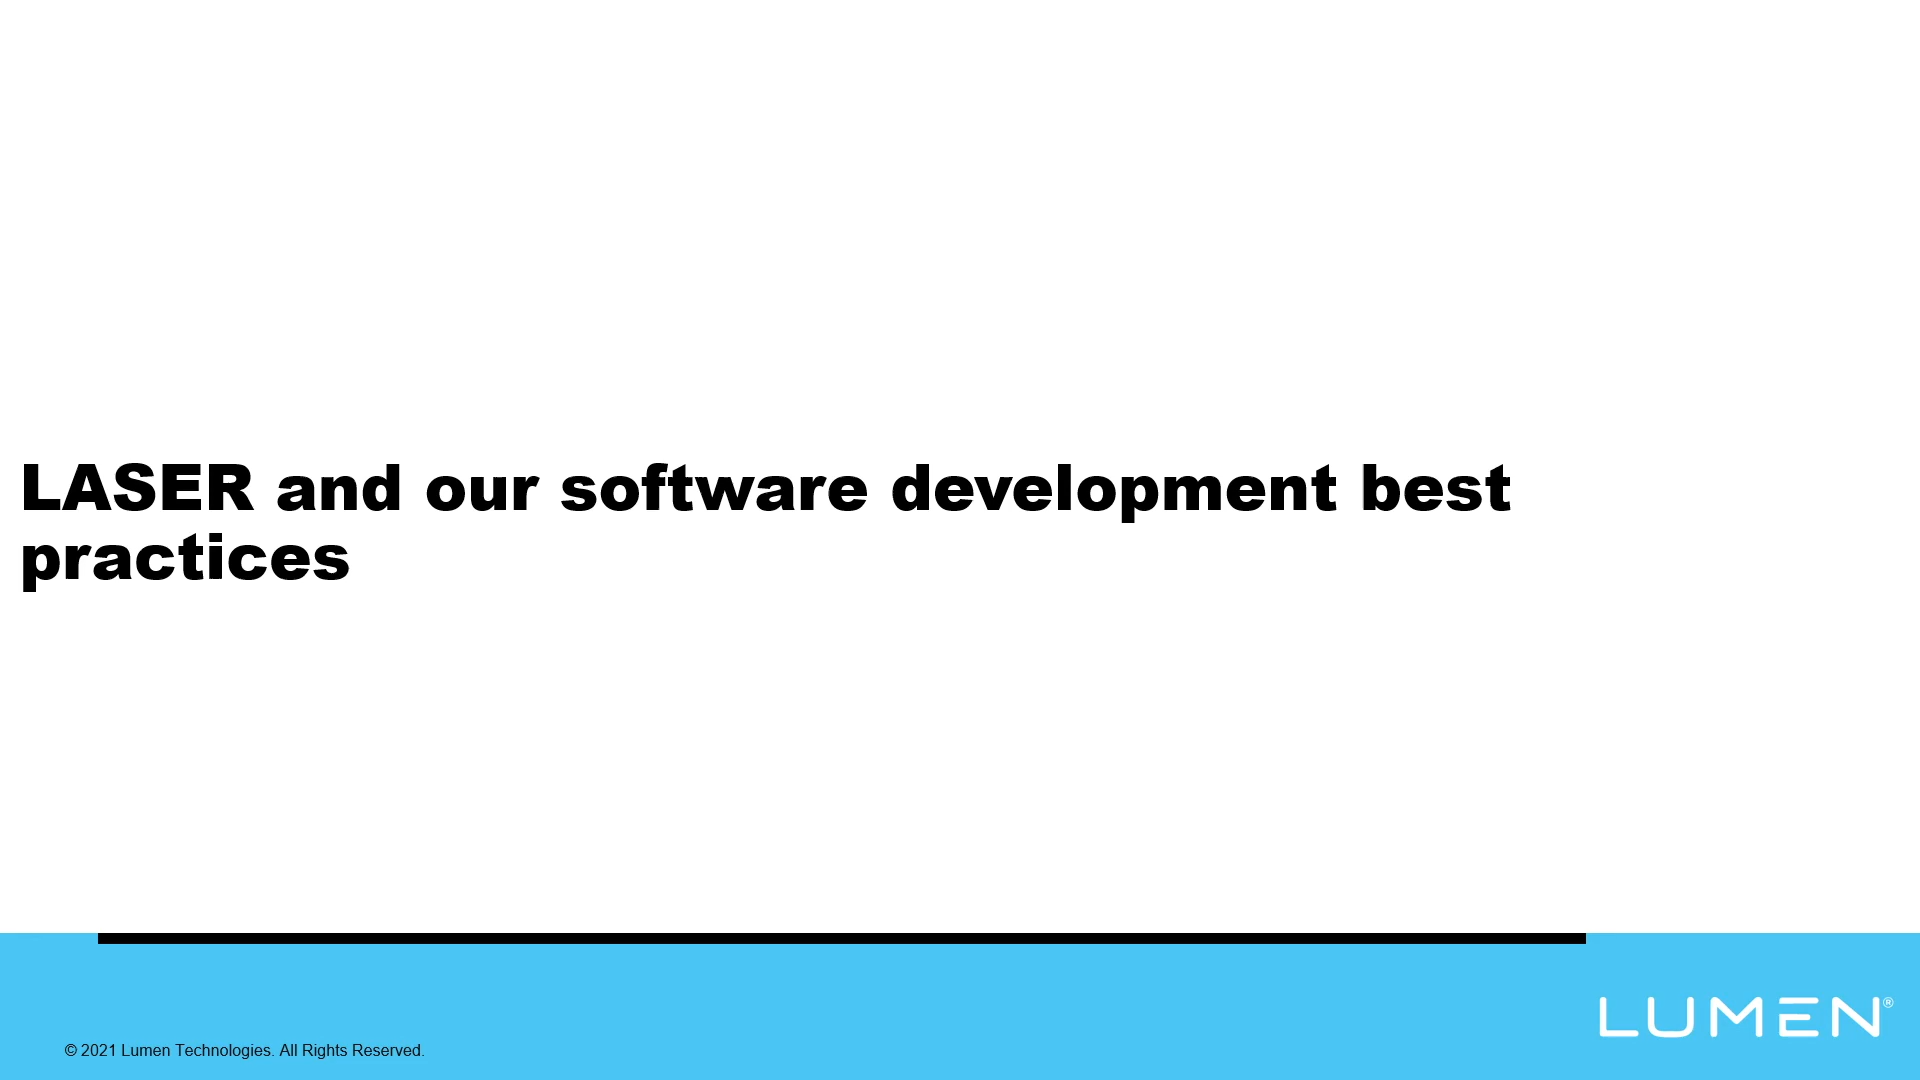 LASER and our software development best
practices
LUMEN®
© 2021 Lumen Technologies. All Rights Reserved.